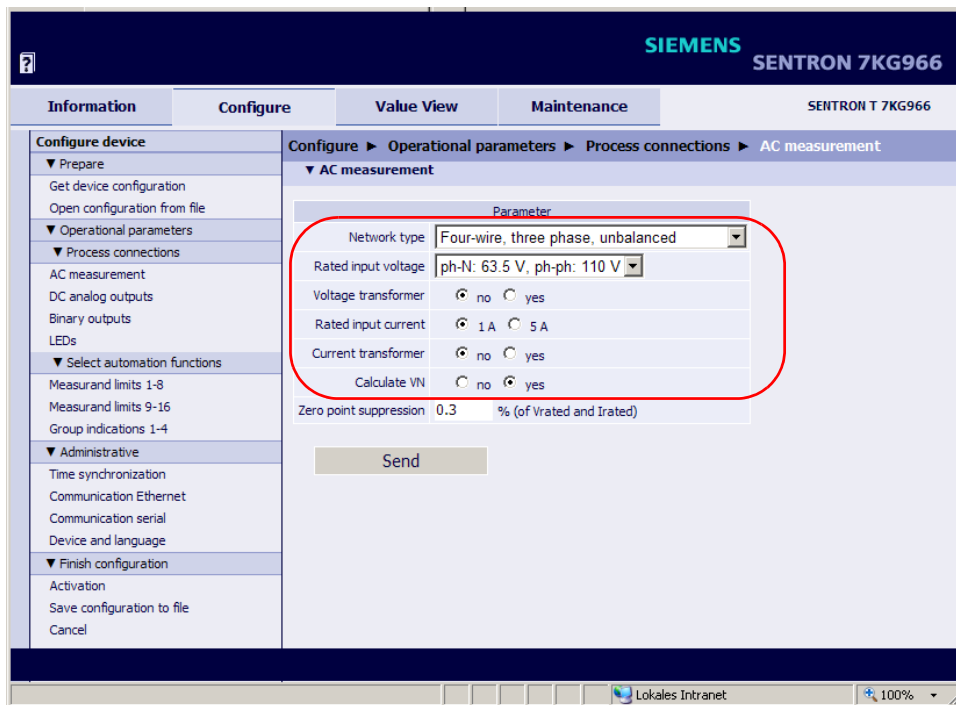 ?
SIEMENS
SENTRON 7KG966
Information Configure Value View Maintenance SENTRON T 7KG966
Configure device
▼ Prepare
Get device configuration
Open configuration from file
▼ Operational parameters
▼ Process connections
AC measurement
DC analog outputs
Binary outputs
LEDs
▼ Select automation functions
Measurand limits 1-8
Measurand limits 9-16
Group indications 1-4
▼ Administrative
Time synchronization
Communication Ethernet
Communication serial
Device and language
▼ Finish configuration
Activation
Save configuration to file
Cancel
Configure ► Operational parameters ► Process connections ► AC measurement
▼ AC measurement
Parameter
Network type Four-wire, three phase, unbalanced
Rated input voltage ph-N: 63.5 V, ph-ph: 110 V
Voltage transformer no yes
Rated input current 1 A 5 A
Current transformer no yes
Calculate VN no yes
Zero point suppression 0.3 % (of Vrated and Irated)
Send
Lokales Intranet 100%